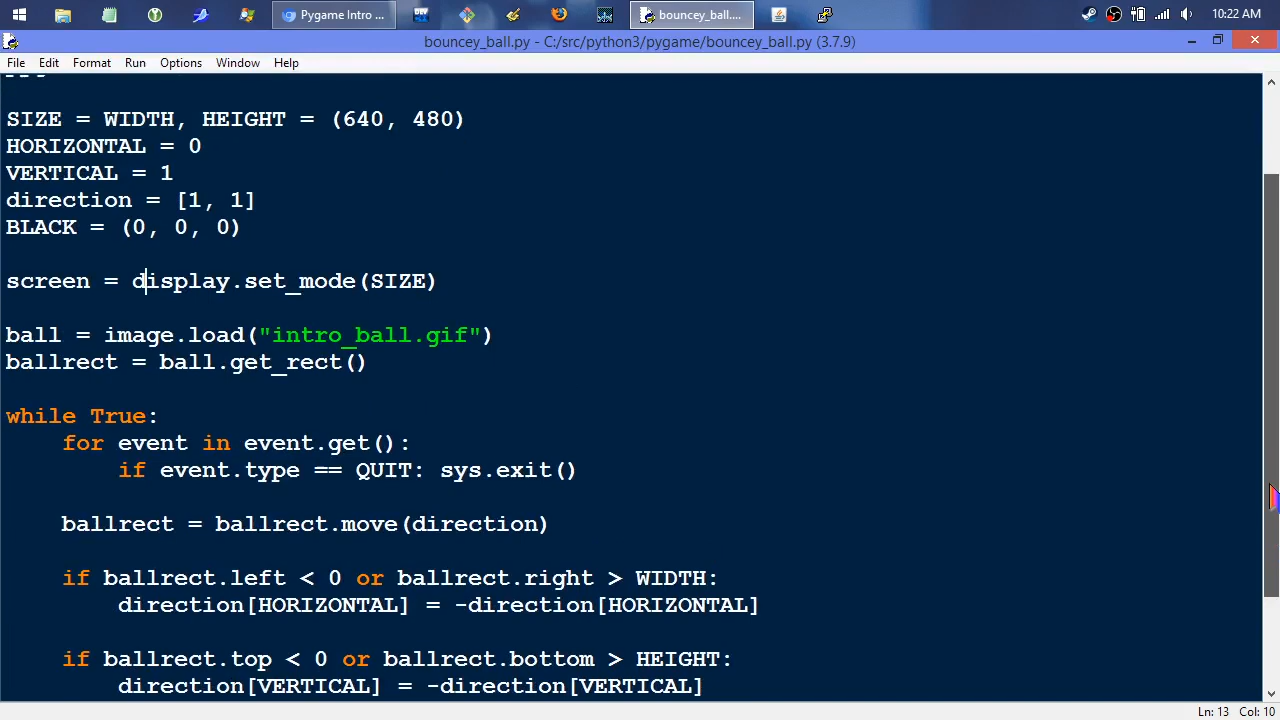 Pygame Intro ...
bouncey_ball....
10:22 AM
bouncey_ball.py - C:/src/python3/pygame/bouncey_ball.py (3.7.9)
File Edit Format Run Options Window Help
SIZE = WIDTH, HEIGHT = (640, 480)
HORIZONTAL = 0
VERTICAL = 1
direction = [1, 1]
BLACK = (0, 0, 0)
screen = display.set_mode(SIZE)
ball = image.load("intro_ball.gif")
ballrect = ball.get_rect()
while True:
    for event in event.get():
        if event.type == QUIT: sys.exit()
    ballrect = ballrect.move(direction)
    if ballrect.left < 0 or ballrect.right > WIDTH:
        direction[HORIZONTAL] = -direction[HORIZONTAL]
    if ballrect.top < 0 or ballrect.bottom > HEIGHT:
        direction[VERTICAL] = -direction[VERTICAL]
Ln: 13 Col: 10